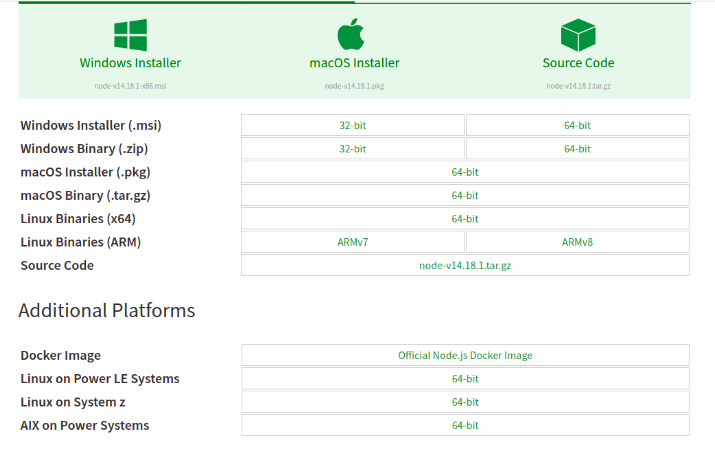 Windows Installer macOS Installer Source Code
node-v14.18.1-x86.msi node-v14.18.1.pkg node-v14.18.1.tar.gz
Windows Installer (.msi) 32-bit 64-bit
Windows Binary (.zip) 32-bit 64-bit
macOS Installer (.pkg) 64-bit
macOS Binary (.tar.gz) 64-bit
Linux Binaries (x64) 64-bit
Linux Binaries (ARM) ARMv7 ARMv8
Source Code node-v14.18.1.tar.gz
Additional Platforms
Docker Image Official Node.js Docker Image
Linux on Power LE Systems 64-bit
Linux on System z 64-bit
AIX on Power Systems 64-bit